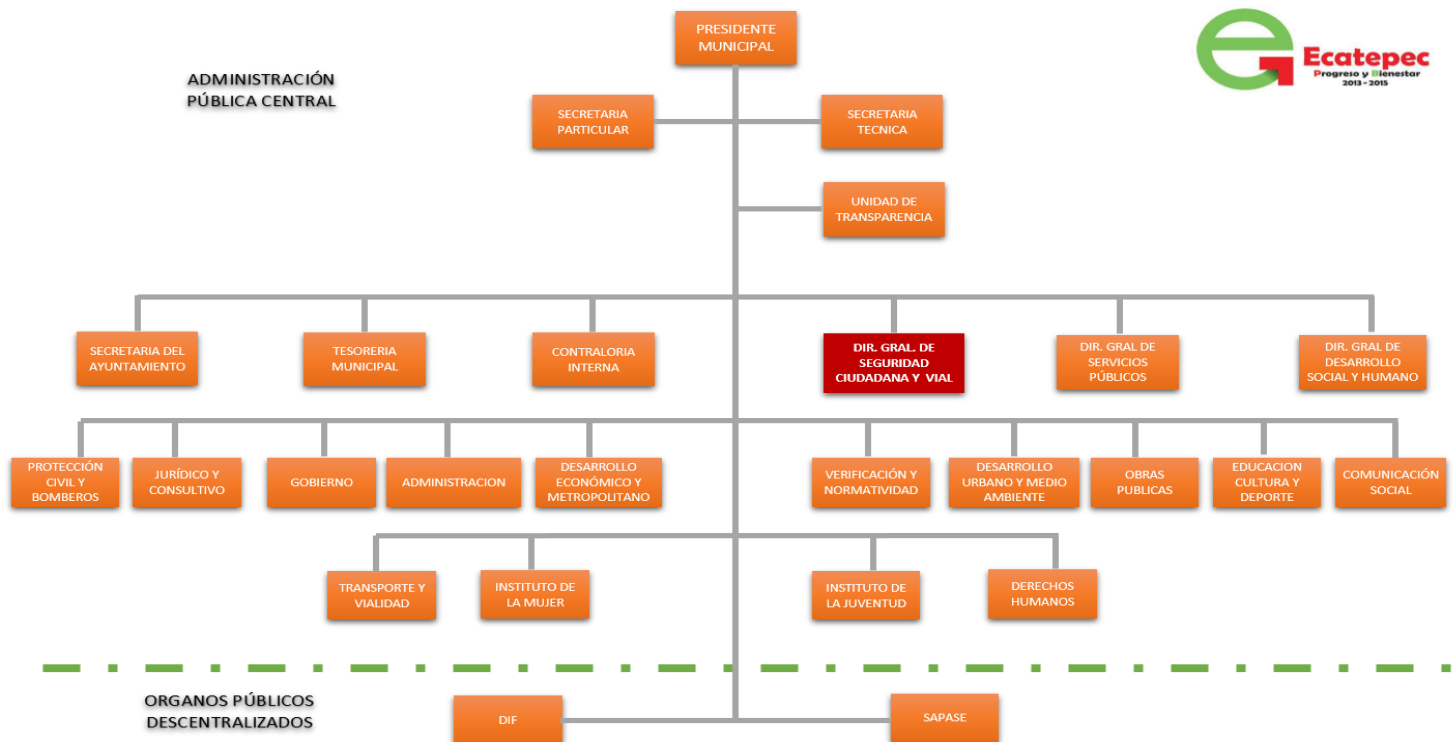 PRESIDENTE
MUNICIPAL
Ecatepec
Progreso y Bienestar
2013 - 2015
ADMINISTRACIÓN
PÚBLICA CENTRAL
SECRETARIA
PARTICULAR
SECRETARIA
TECNICA
UNIDAD DE
TRANSPARENCIA
SECRETARIA DEL
AYUNTAMIENTO
TESORERIA
MUNICIPAL
CONTRALORIA
INTERNA
DIR. GRAL. DE
SEGURIDAD
CIUDADANA Y VIAL
DIR. GRAL DE
SERVICIOS
PÚBLICOS
DIR. GRAL DE
DESARROLLO
SOCIAL Y HUMANO
PROTECCIÓN
CIVIL Y
BOMBEROS
JURÍDICO Y
CONSULTIVO
GOBIERNO
ADMINISTRACION
DESARROLLO
ECONÓMICO Y
METROPOLITANO
VERIFICACIÓN Y
NORMATIVIDAD
DESARROLLO
URBANO Y MEDIO
AMBIENTE
OBRAS
PUBLICAS
EDUCACION
CULTURA Y
DEPORTE
COMUNICACIÓN
SOCIAL
TRANSPORTE Y
VIALIDAD
INSTITUTO DE
LA MUJER
INSTITUTO DE
LA JUVENTUD
DERECHOS
HUMANOS
ORGANOS PÚBLICOS
DESCENTRALIZADOS
DIF
SAPASE